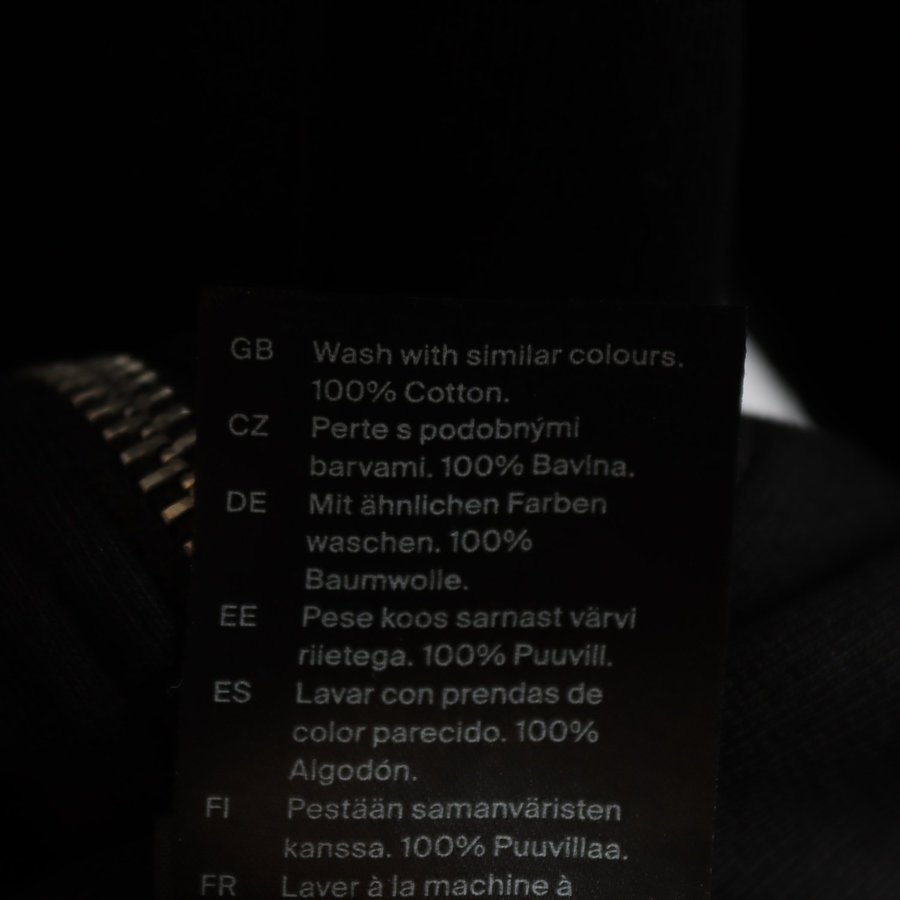 GB Wash with similar colours.
100% Cotton.
CZ Perte s podobnými
barvami. 100% Bavlna.
DE Mit ähnlichen Farben
waschen. 100%
Baumwolle.
EE Pese koos sarnast värvi
riietega. 100% Puuvill.
ES Lavar con prendas de
color parecido. 100%
Algodón.
FI Pestään samanväristen
kanssa. 100% Puuvillaa.
FR Laver à la machine à